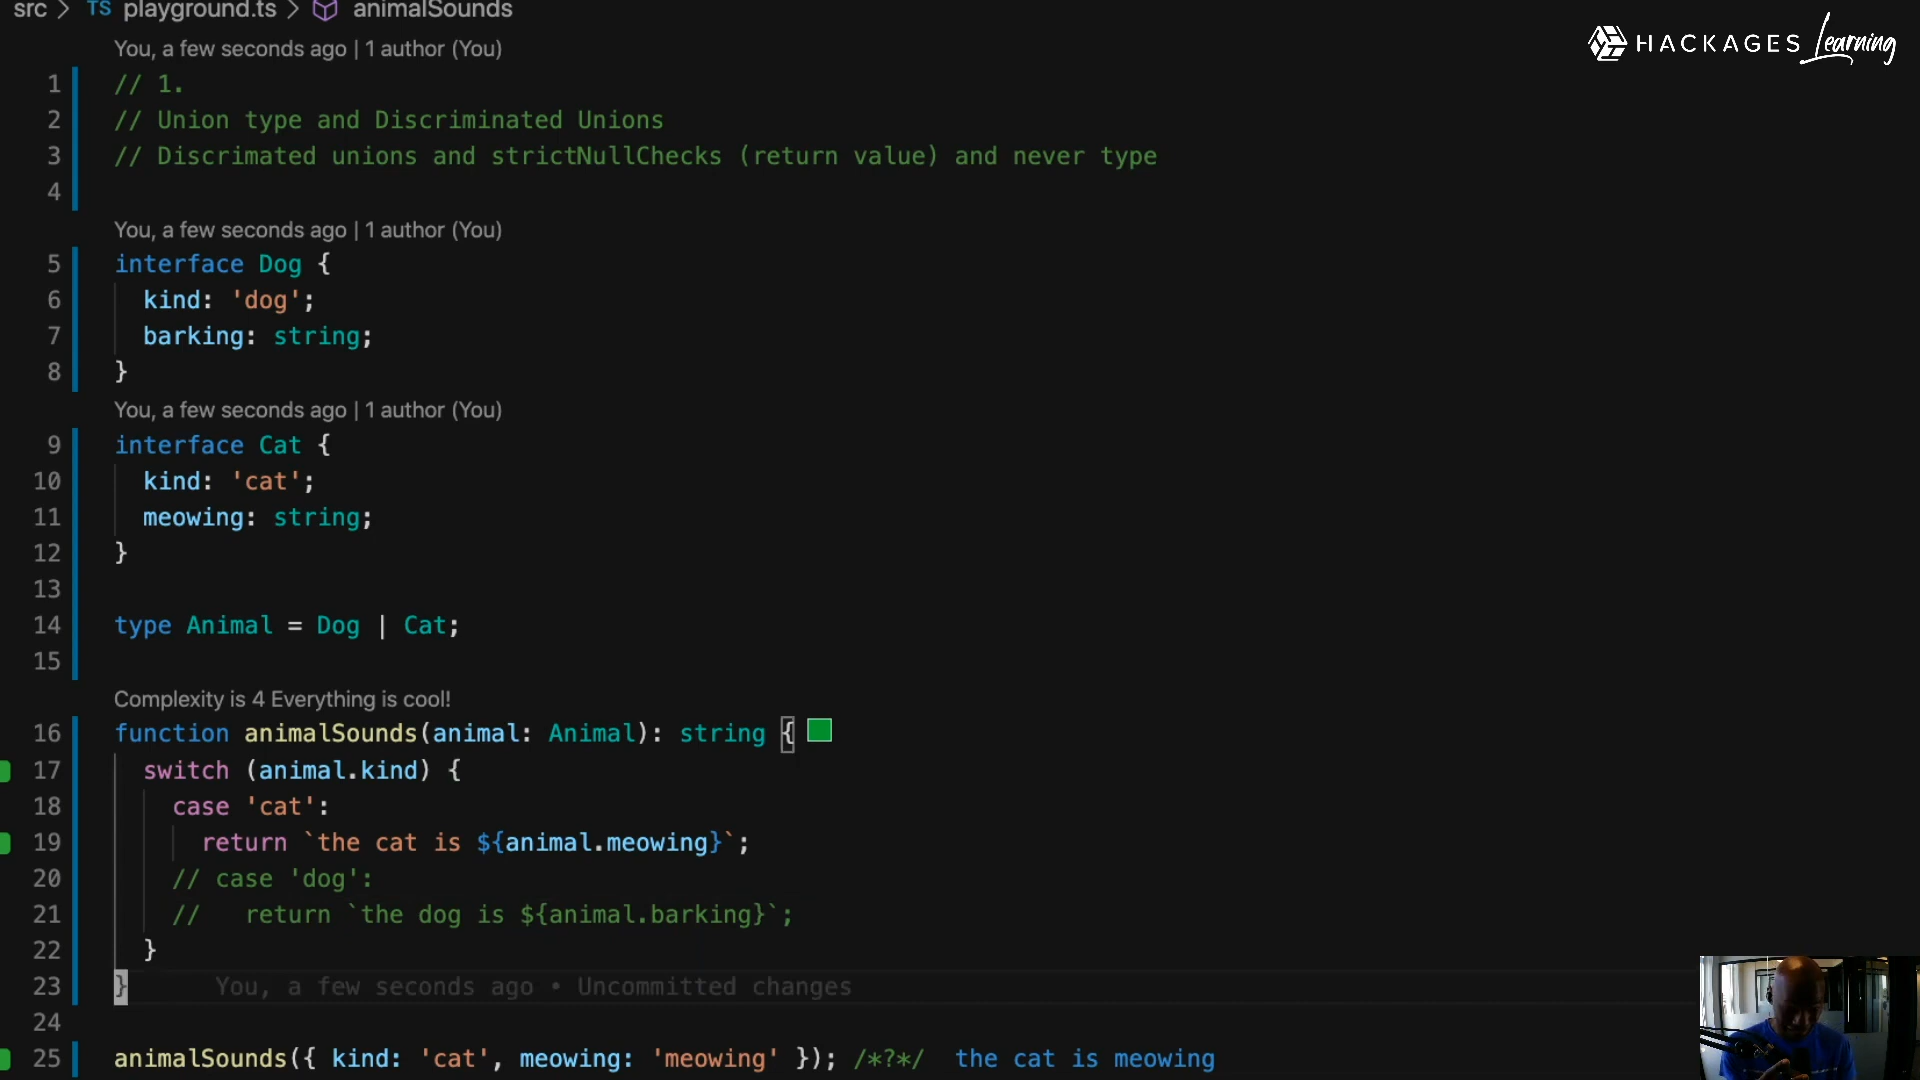 src > TS playground.ts > animalSounds
HACKAGES Learning
You, a few seconds ago | 1 author (You)
1 // 1.
2 // Union type and Discriminated Unions
3 // Discrimated unions and strictNullChecks (return value) and never type
4
You, a few seconds ago | 1 author (You)
5 interface Dog {
6 kind: 'dog';
7 barking: string;
8 }
You, a few seconds ago | 1 author (You)
9 interface Cat {
10 kind: 'cat';
11 meowing: string;
12 }
13
14 type Animal = Dog | Cat;
15
Complexity is 4 Everything is cool!
16 function animalSounds(animal: Animal): string {
17 switch (animal.kind) {
18 case 'cat':
19 return `the cat is ${animal.meowing}`;
20 // case 'dog':
21 //   return `the dog is ${animal.barking}`;
22 }
23 } You, a few seconds ago • Uncommitted changes
24
25 animalSounds({ kind: 'cat', meowing: 'meowing' }); /*?*/ the cat is meowing